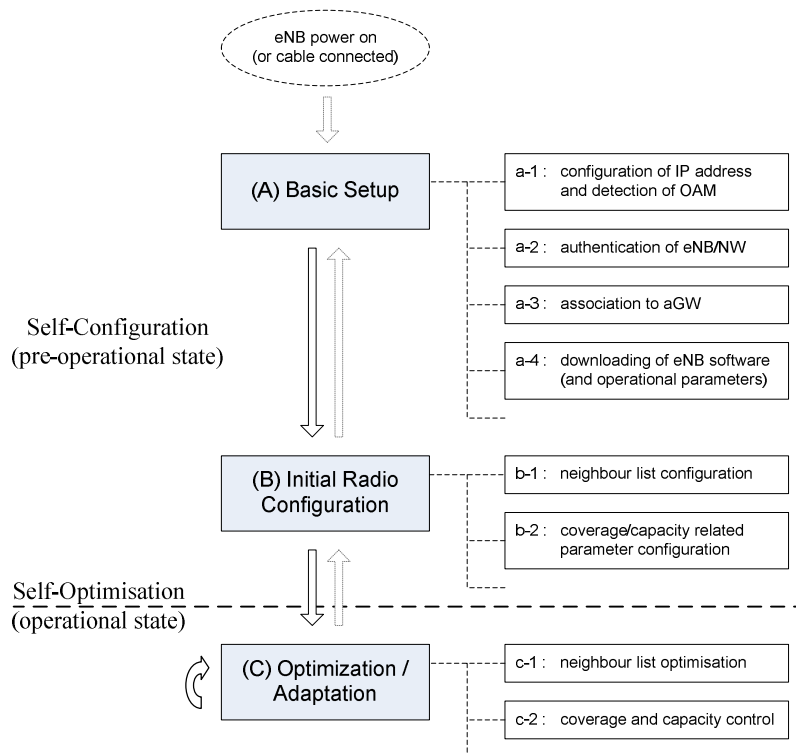 eNB power on
(or cable connected)
(A) Basic Setup
a-1 : configuration of IP address
and detection of OAM
a-2 : authentication of eNB/NW
a-3 : association to aGW
a-4 : downloading of eNB software
(and operational parameters)
Self-Configuration
(pre-operational state)
(B) Initial Radio
Configuration
b-1 : neighbour list configuration
b-2 : coverage/capacity related
parameter configuration
Self-Optimisation
(operational state)
(C) Optimization /
Adaptation
c-1 : neighbour list optimisation
c-2 : coverage and capacity control